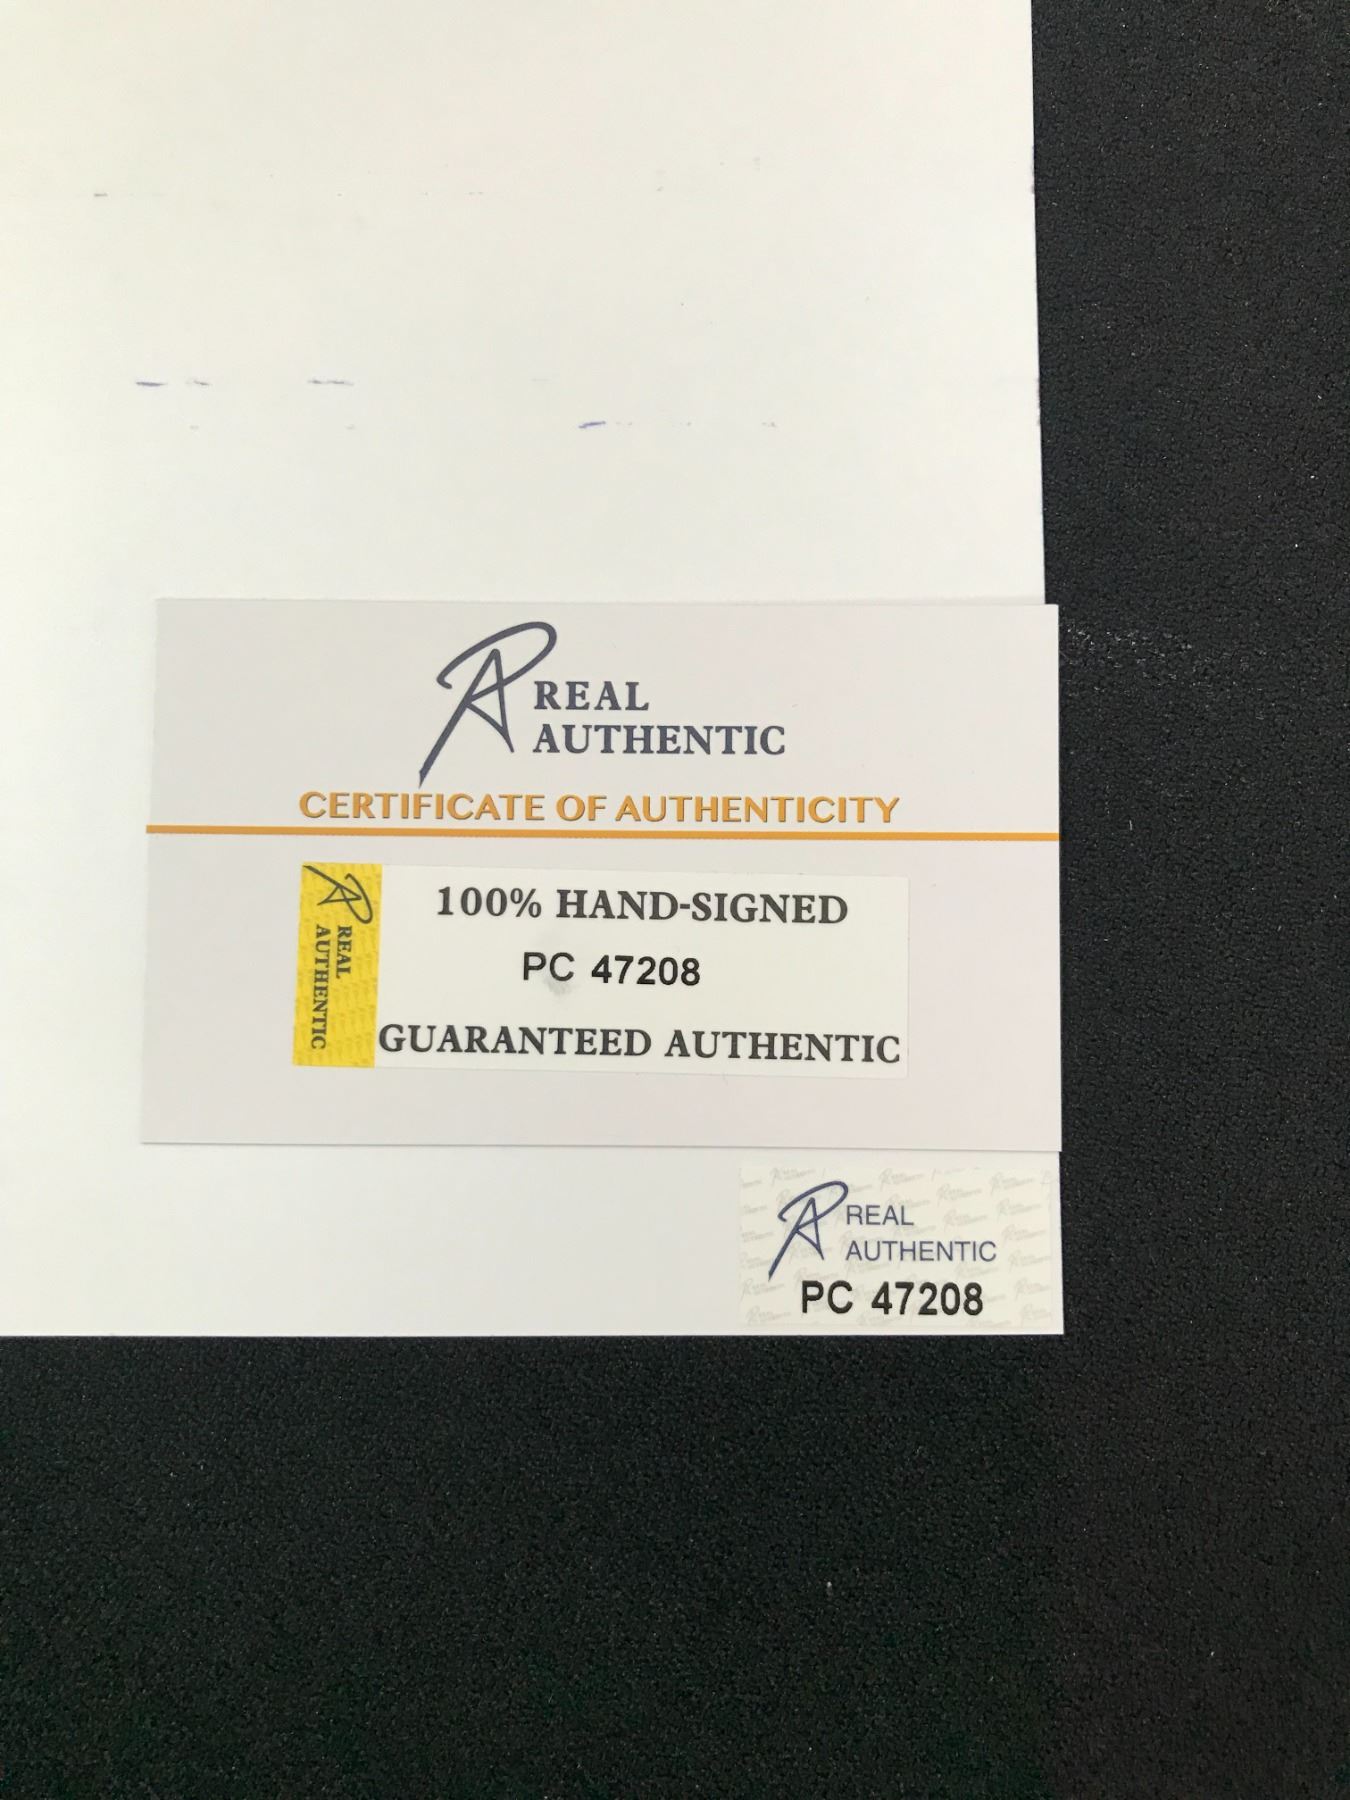 REAL
AUTHENTIC
CERTIFICATE OF AUTHENTICITY
REAL
AUTHENTIC
100% HAND-SIGNED
PC 47208
GUARANTEED AUTHENTIC
REAL
AUTHENTIC
PC 47208